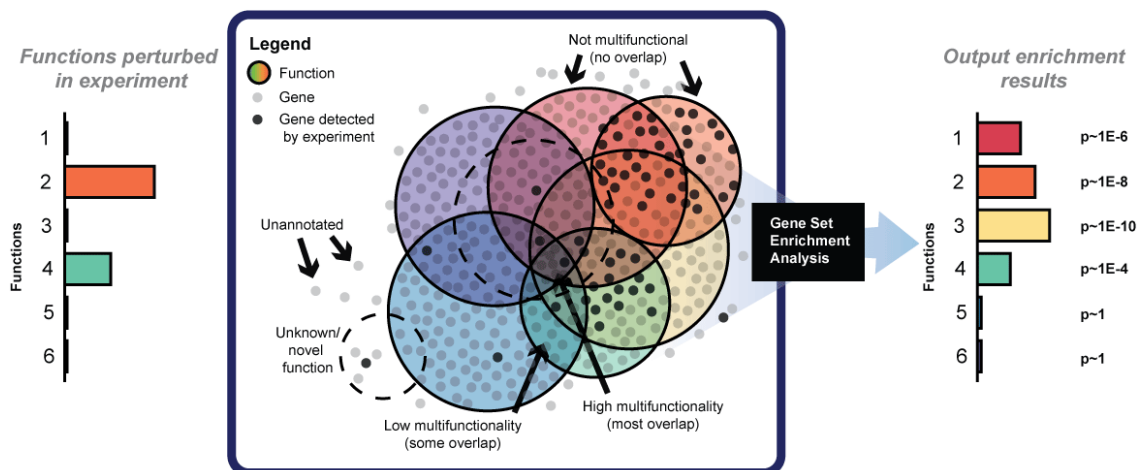 Functions perturbed
in experiment
Functions
1
2
3
4
5
6
Legend
Function
Gene
Gene detected
by experiment
Not multifunctional
(no overlap)
Unannotated
Unknown/
novel
function
Low multifunctionality
(some overlap)
High multifunctionality
(most overlap)
Gene Set
Enrichment
Analysis
Output enrichment
results
Functions
1 p~1E-6
2 p~1E-8
3 p~1E-10
4 p~1E-4
5 p~1
6 p~1